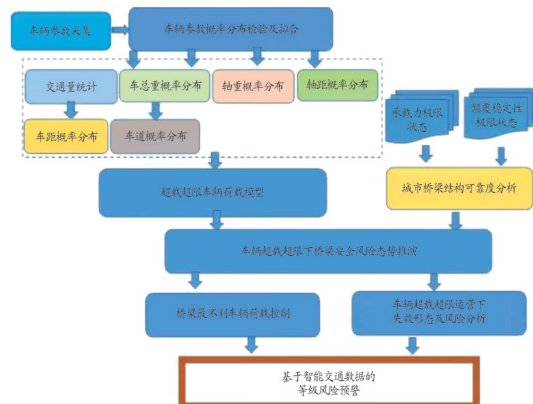 车辆参数采集
车辆参数概率分布检验及拟合
交通量统计
车总重概率分布
轴重概率分布
轴距概率分布
车距概率分布
车道概率分布
承载力极限
状态
强度稳定性
极限状态
超载超限车辆荷载模型
城市桥梁结构可靠度分析
车辆超载超限下桥梁安全风险态势推演
桥梁最不利车辆荷载控制
车辆超载超限运营下
失效形态及风险分析
基于智能交通数据的
等级风险预警